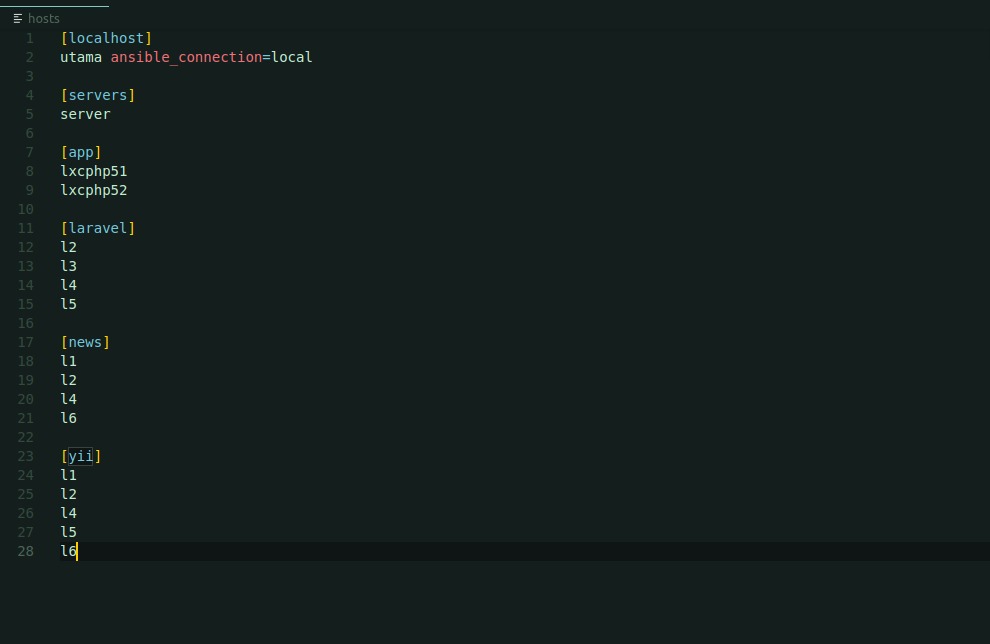 hosts
1 [localhost]
2 utama ansible_connection=local
3
4 [servers]
5 server
6
7 [app]
8 lxcphp51
9 lxcphp52
10
11 [laravel]
12 l2
13 l3
14 l4
15 l5
16
17 [news]
18 l1
19 l2
20 l4
21 l6
22
23 [yii]
24 l1
25 l2
26 l4
27 l5
28 l6